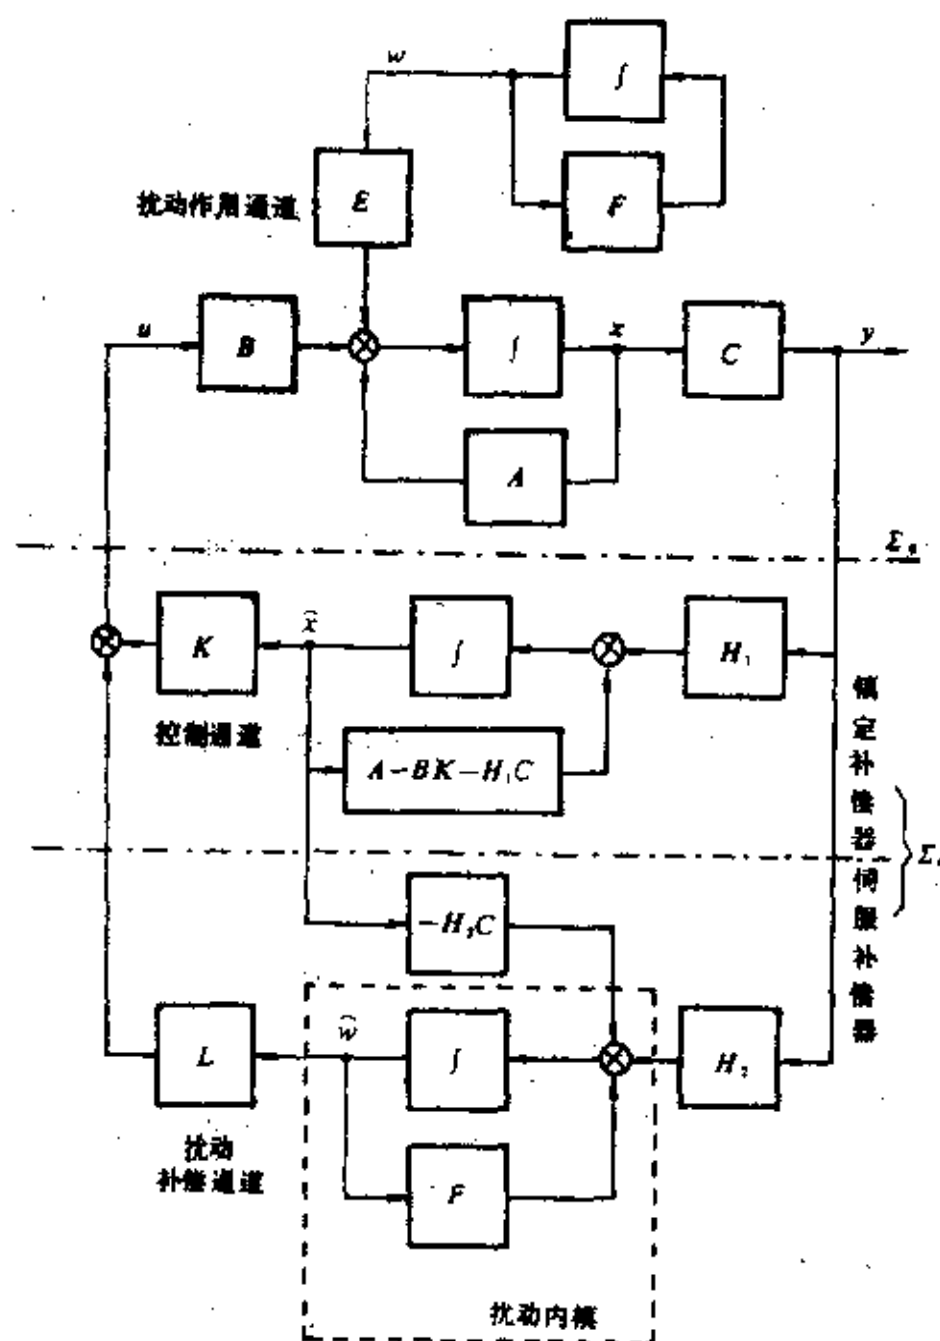 w
∫
扰动作用通道
E
F
u
B
∫
x
C
y
A
Σ₀
K
x̂
∫
H₁
控制通道
A-BK-H₁C
镇定补偿器
伺服补偿器
-H₂C
L
ŵ
∫
H₂
扰动
补偿通道
F
扰动内模